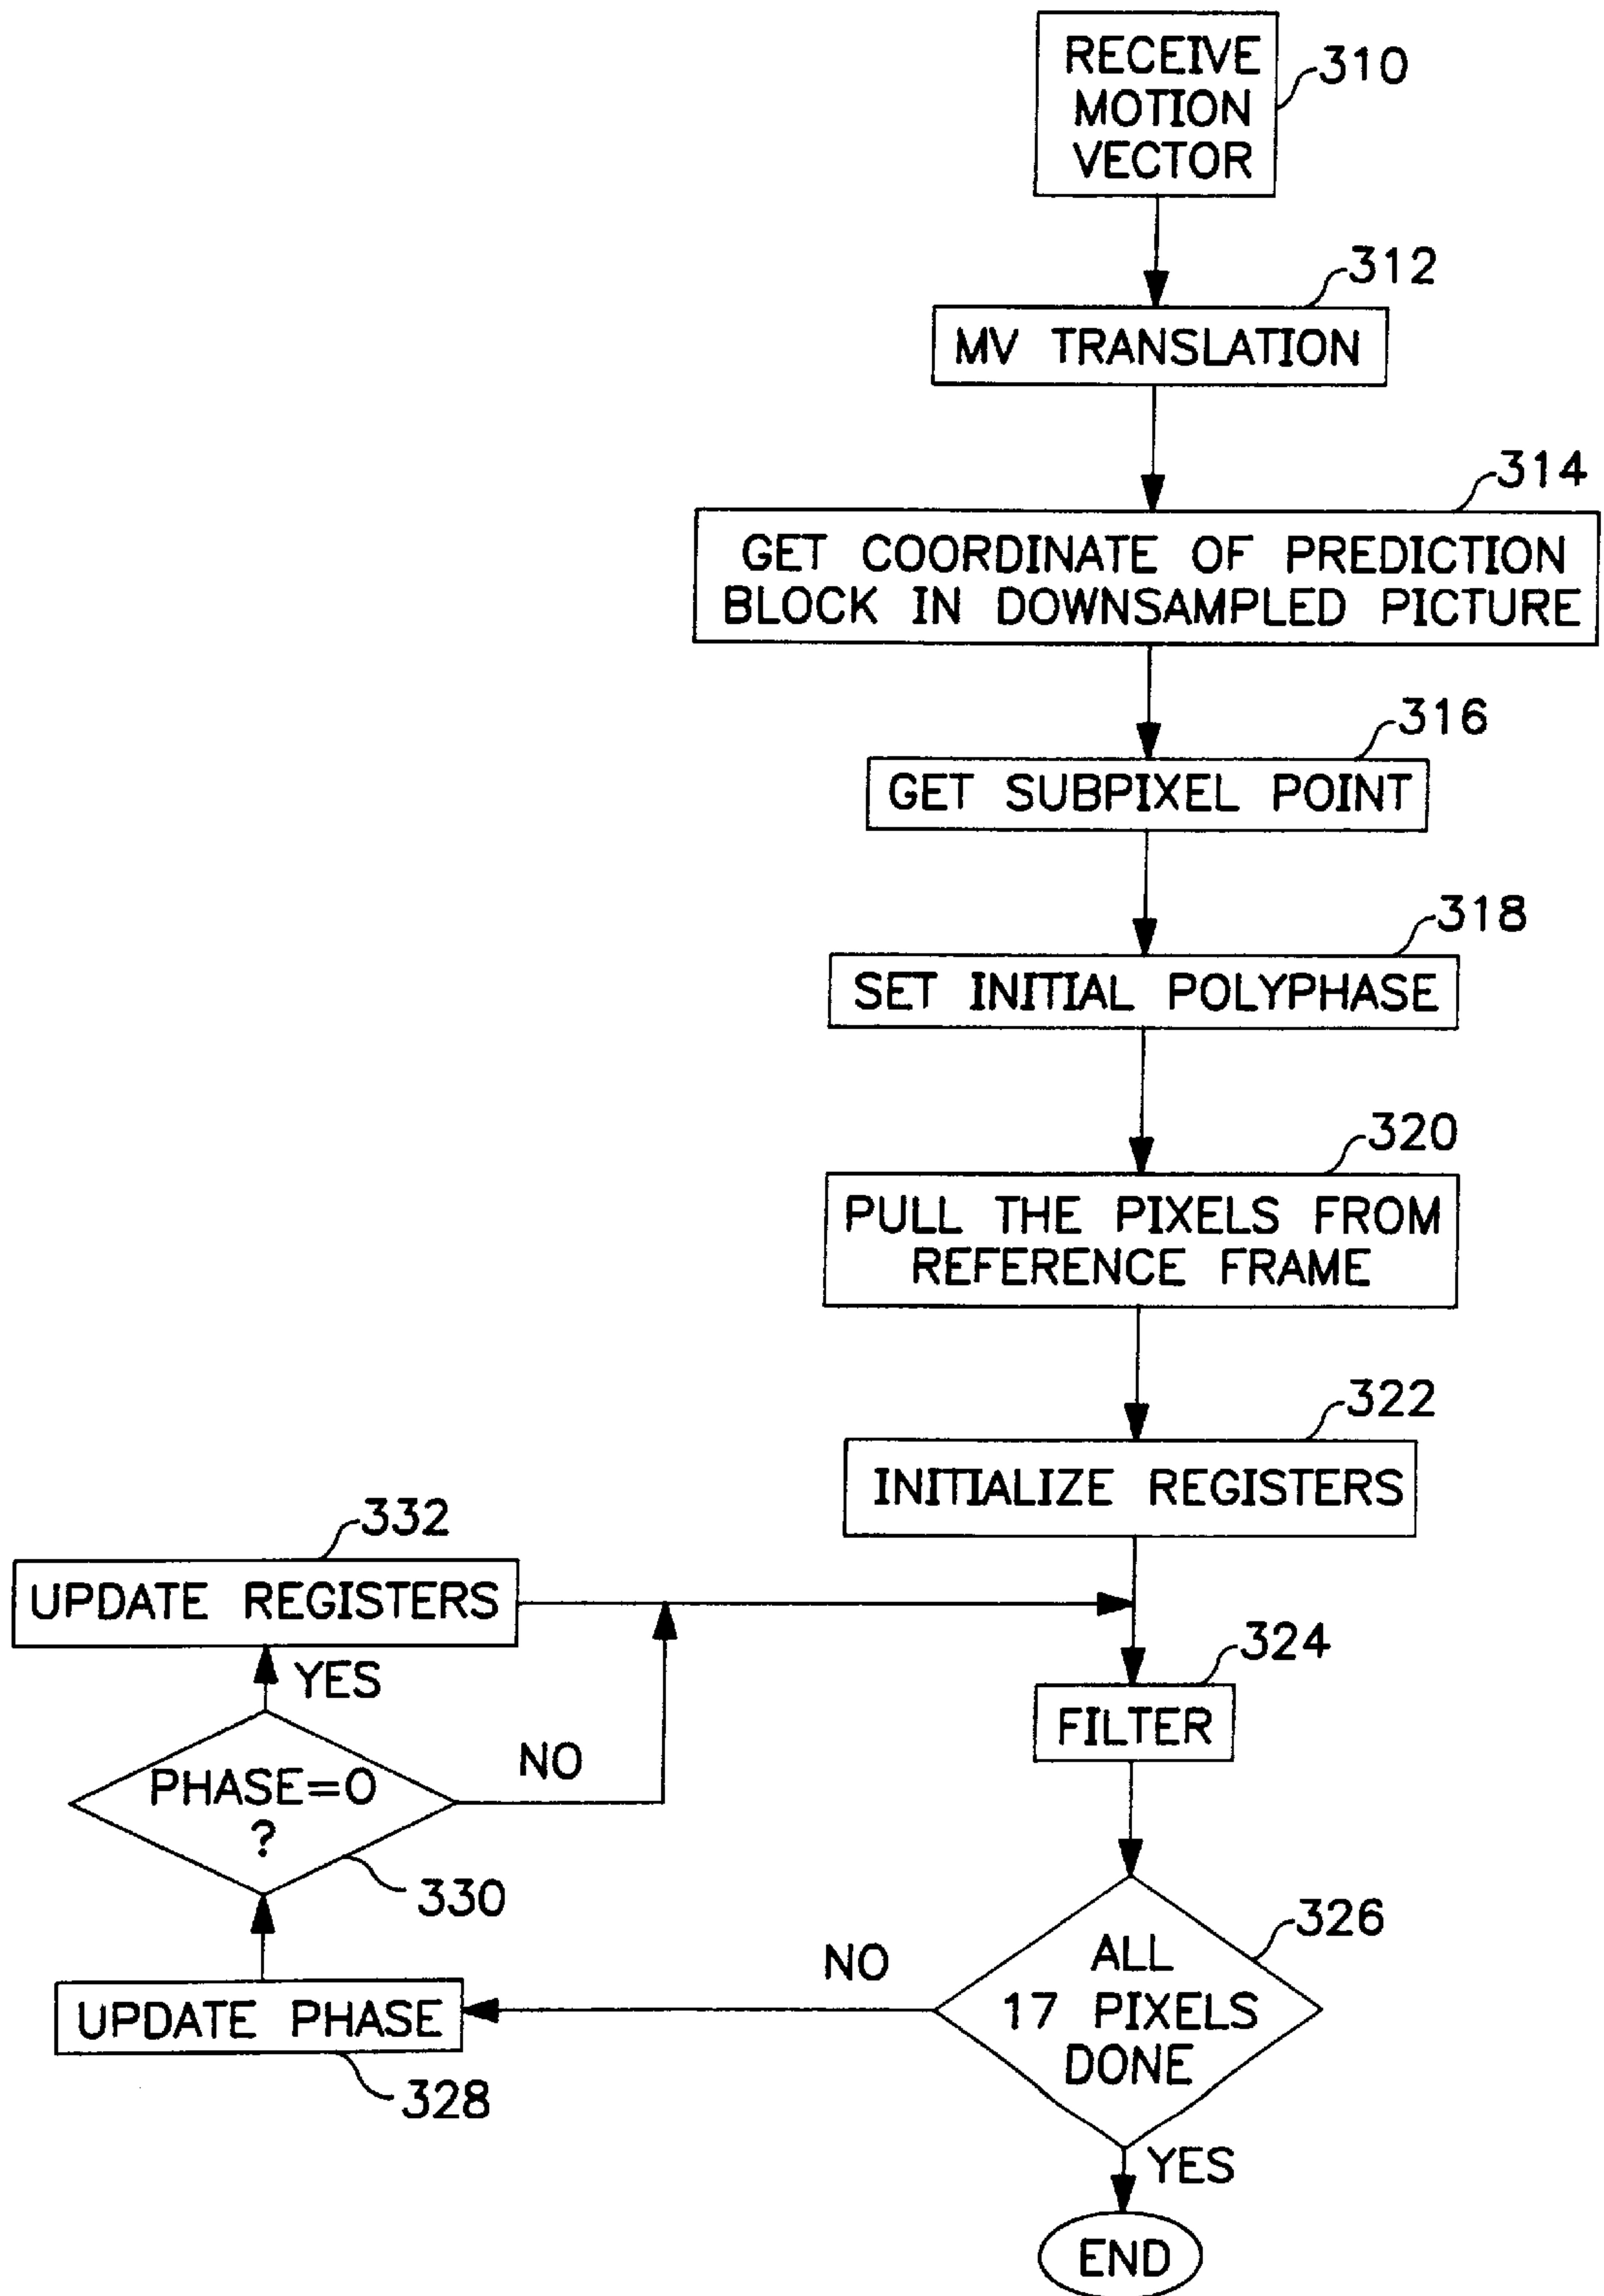 RECEIVE
MOTION
VECTOR
310
312
MV TRANSLATION
314
GET COORDINATE OF PREDICTION
BLOCK IN DOWNSAMPLED PICTURE
316
GET SUBPIXEL POINT
318
SET INITIAL POLYPHASE
320
PULL THE PIXELS FROM
REFERENCE FRAME
322
INITIALIZE REGISTERS
332
UPDATE REGISTERS
324
FILTER
YES
NO
PHASE=0
?
330
326
ALL
17 PIXELS
DONE
NO
UPDATE PHASE
328
YES
END